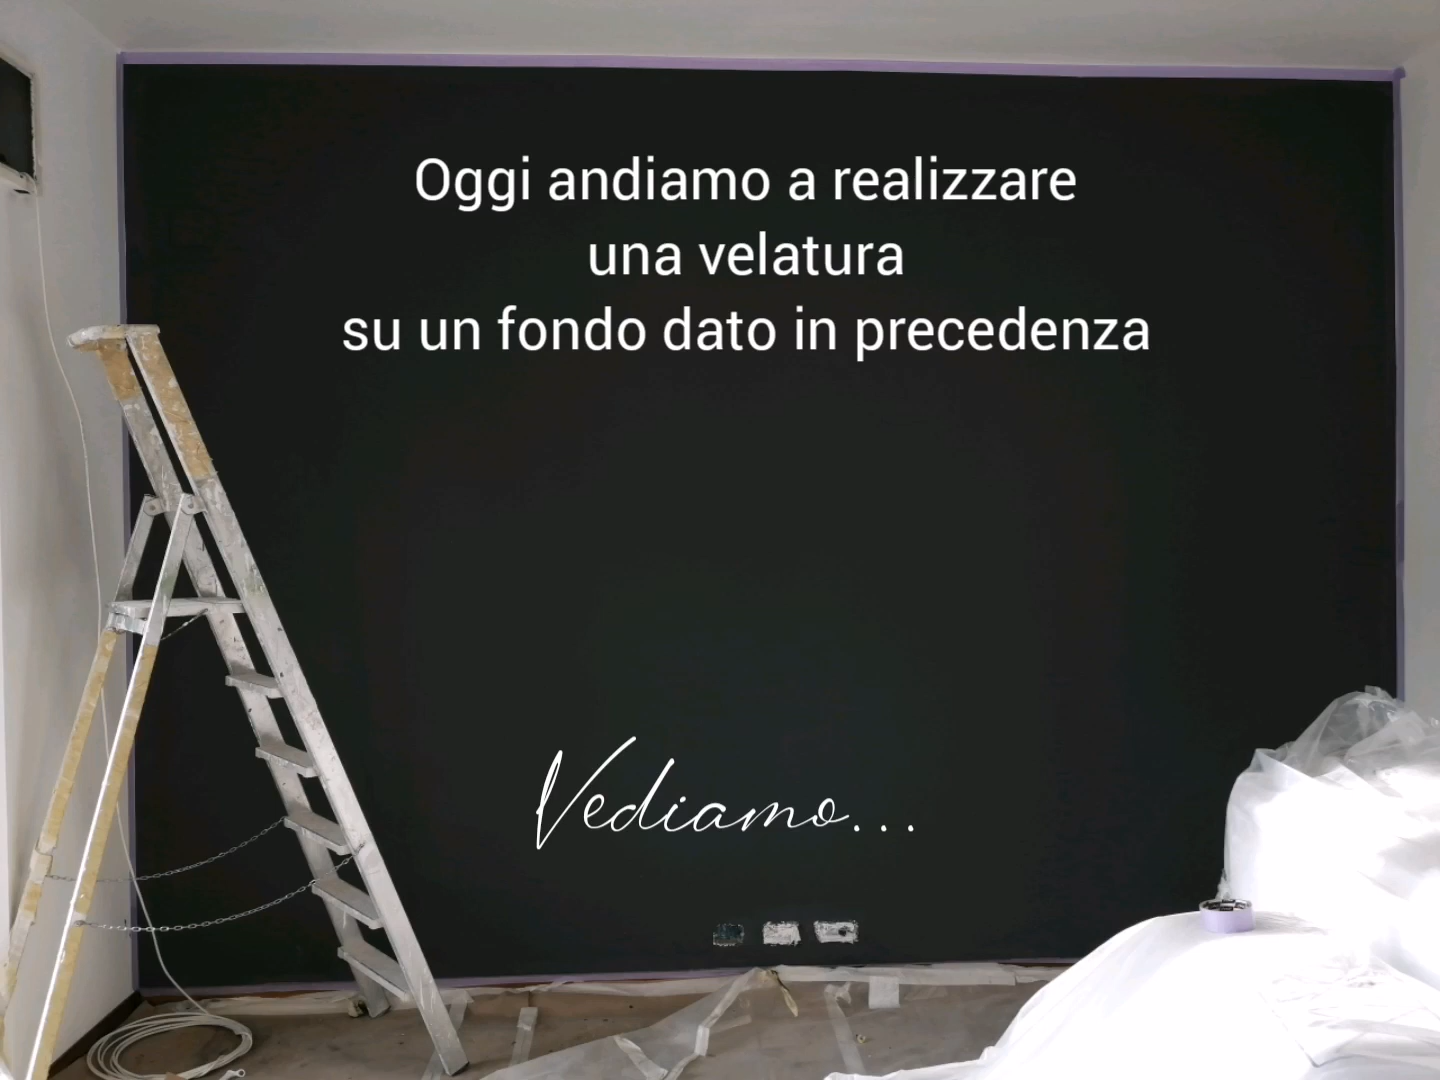 Oggi andiamo a realizzare
una velatura
su un fondo dato in precedenza
Vediamo...